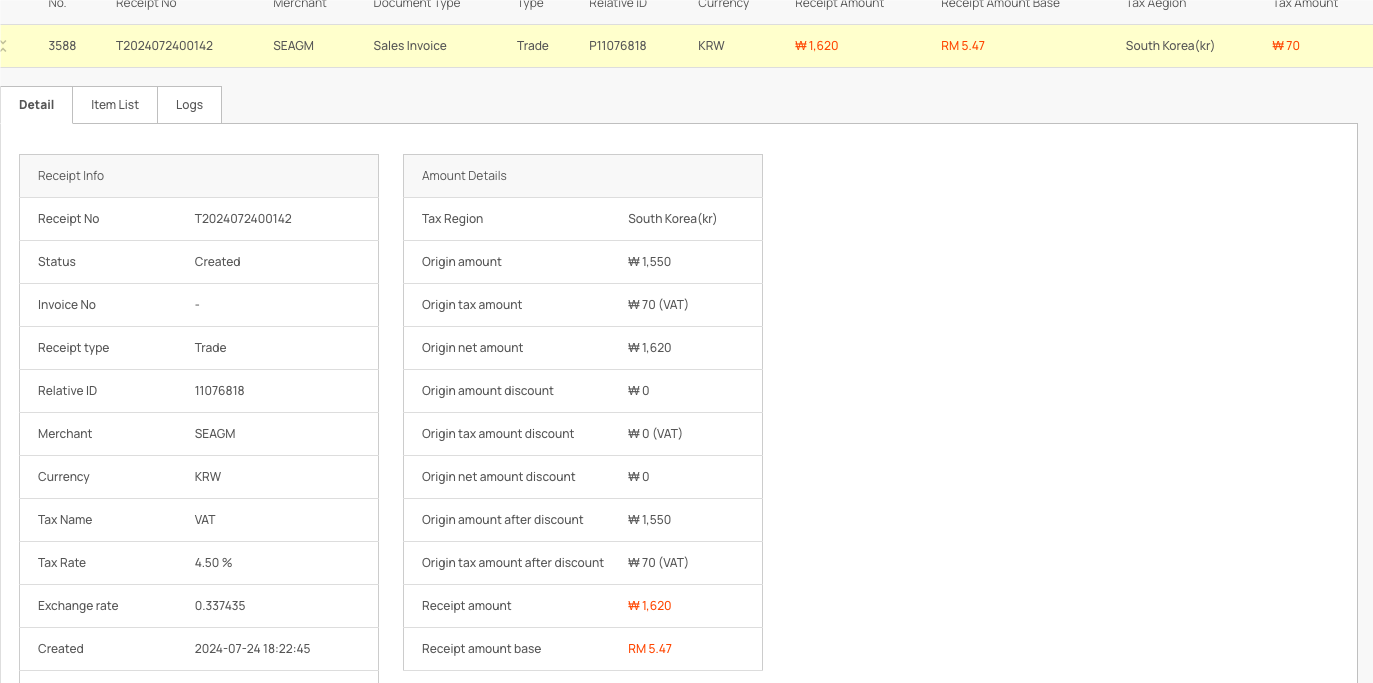 No. Receipt No Merchant Document Type Type Relative ID Currency Receipt Amount Receipt Amount Base Tax Aegion Tax Amount
3588 T2024072400142 SEAGM Sales Invoice Trade P11076818 KRW ₩ 1,620 RM 5.47 South Korea(kr) ₩ 70
Detail Item List Logs
Receipt Info
Receipt No T2024072400142
Status Created
Invoice No -
Receipt type Trade
Relative ID 11076818
Merchant SEAGM
Currency KRW
Tax Name VAT
Tax Rate 4.50 %
Exchange rate 0.337435
Created 2024-07-24 18:22:45
Amount Details
Tax Region South Korea(kr)
Origin amount ₩ 1,550
Origin tax amount ₩ 70 (VAT)
Origin net amount ₩ 1,620
Origin amount discount ₩ 0
Origin tax amount discount ₩ 0 (VAT)
Origin net amount discount ₩ 0
Origin amount after discount ₩ 1,550
Origin tax amount after discount ₩ 70 (VAT)
Receipt amount ₩ 1,620
Receipt amount base RM 5.47